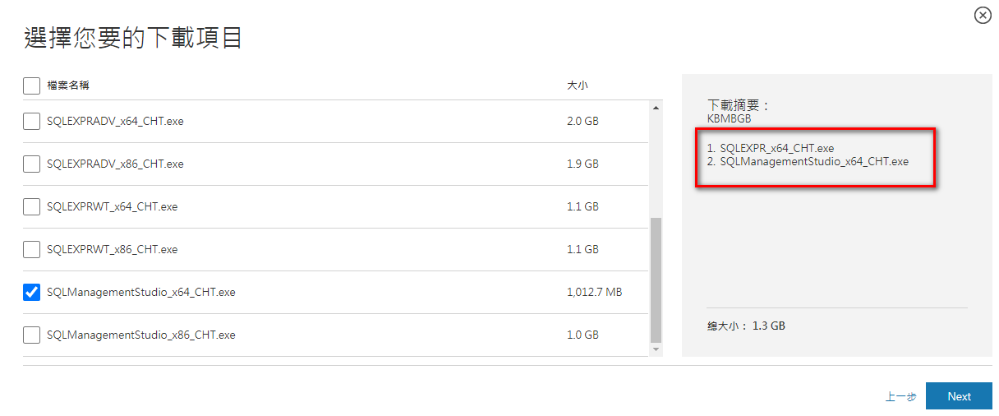 選擇您要的下載項目
檔案名稱 大小
SQLEXPRADV_x64_CHT.exe 2.0 GB
SQLEXPRADV_x86_CHT.exe 1.9 GB
SQLEXPRWT_x64_CHT.exe 1.1 GB
SQLEXPRWT_x86_CHT.exe 1.1 GB
SQLManagementStudio_x64_CHT.exe 1,012.7 MB
SQLManagementStudio_x86_CHT.exe 1.0 GB
下載摘要：
KBMBGB
1. SQLEXPR_x64_CHT.exe
2. SQLManagementStudio_x64_CHT.exe
總大小： 1.3 GB
上一步 Next